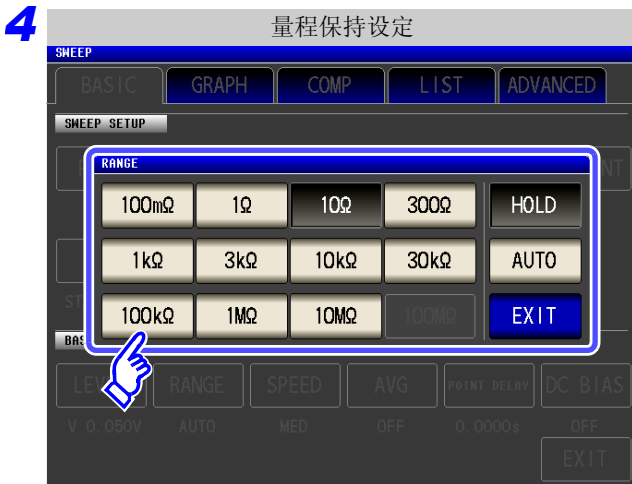 4
量程保持设定
SWEEP
BASIC GRAPH COMP LIST ADVANCED
SWEEP SETUP
RANGE
100mΩ 1Ω 10Ω 300Ω HOLD
1kΩ 3kΩ 10kΩ 30kΩ AUTO
100kΩ 1MΩ 10MΩ 100MΩ EXIT
RANGE SPEED AVG POINT DELAY DC BIAS
V 0.050V AUTO MED OFF 0.0000s OFF
EXIT